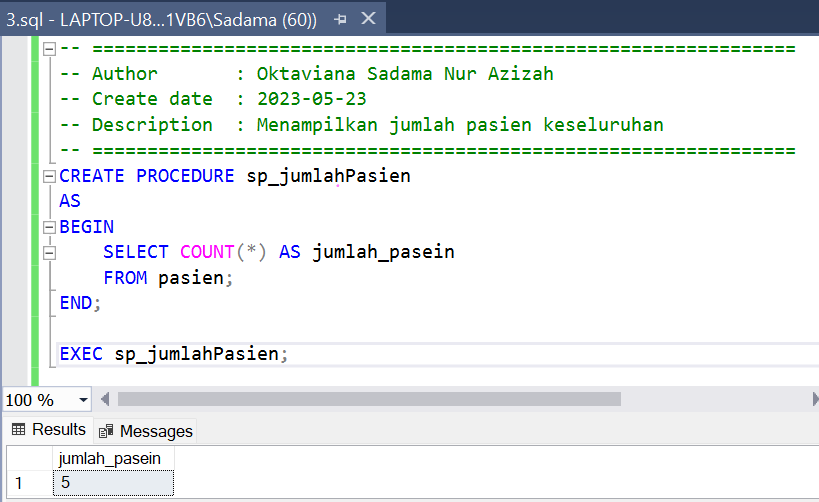 3.sql - LAPTOP-U8...1VB6\Sadama (60))
-- ================================================================
-- Author       : Oktaviana Sadama Nur Azizah
-- Create date  : 2023-05-23
-- Description  : Menampilkan jumlah pasien keseluruhan
-- ================================================================
CREATE PROCEDURE sp_jumlahPasien
AS
BEGIN
    SELECT COUNT(*) AS jumlah_pasein
    FROM pasien;
END;
EXEC sp_jumlahPasien;
100 %
Results Messages
jumlah_pasein
1 5